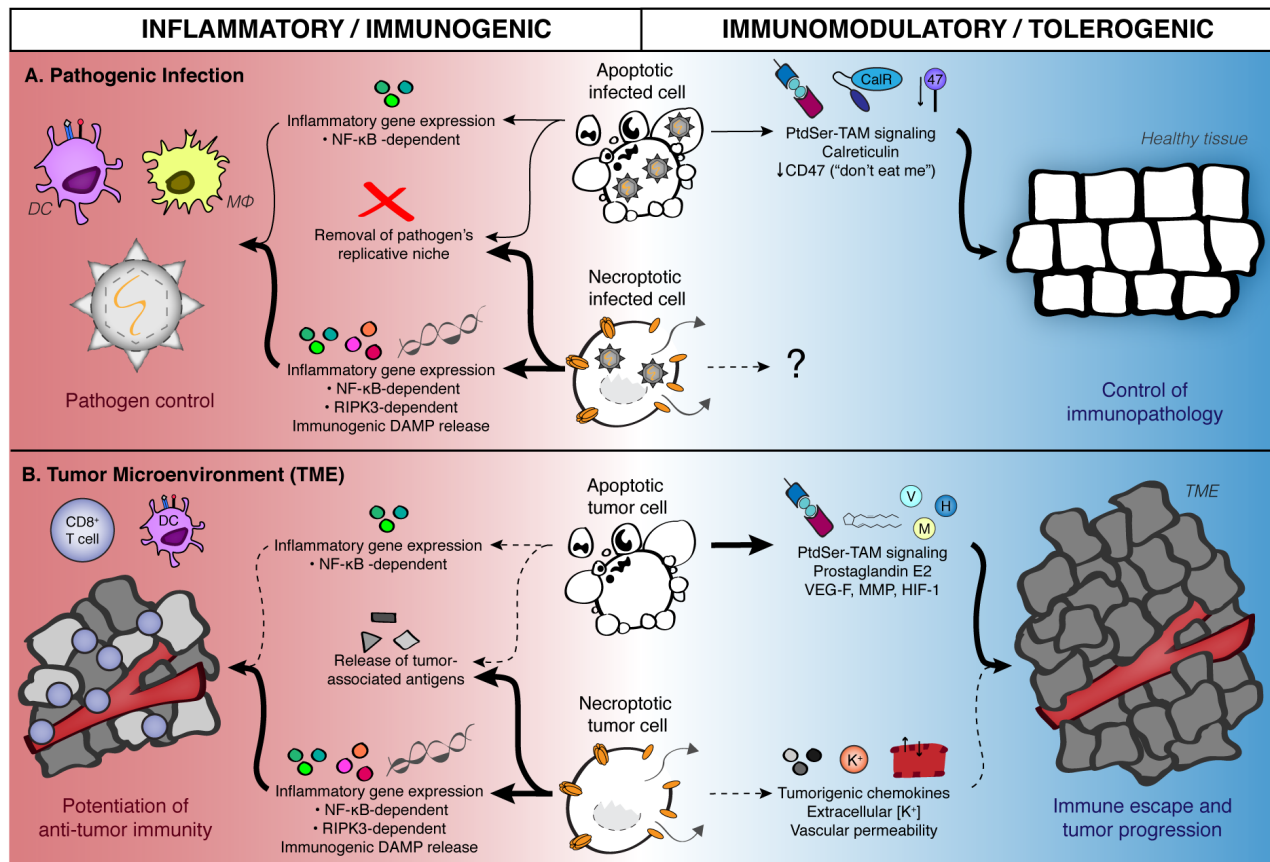 INFLAMMATORY / IMMUNOGENIC
IMMUNOMODULATORY / TOLEROGENIC
A. Pathogenic Infection
DC
MΦ
Pathogen control
Inflammatory gene expression
• NF-κB -dependent
Removal of pathogen's
replicative niche
Inflammatory gene expression
• NF-κB-dependent
• RIPK3-dependent
Immunogenic DAMP release
Apoptotic
infected cell
Necroptotic
infected cell
CalR
47
PtdSer-TAM signaling
Calreticulin
↓CD47 (“don't eat me”)
?
Healthy tissue
Control of
immunopathology
B. Tumor Microenvironment (TME)
CD8+
T cell
DC
Potentiation of
anti-tumor immunity
Inflammatory gene expression
• NF-κB -dependent
Release of tumor-
associated antigens
Inflammatory gene expression
• NF-κB-dependent
• RIPK3-dependent
Immunogenic DAMP release
Apoptotic
tumor cell
Necroptotic
tumor cell
V
H
M
PtdSer-TAM signaling
Prostaglandin E2
VEG-F, MMP, HIF-1
K+
Tumorigenic chemokines
Extracellular [K+]
Vascular permeability
TME
Immune escape and
tumor progression